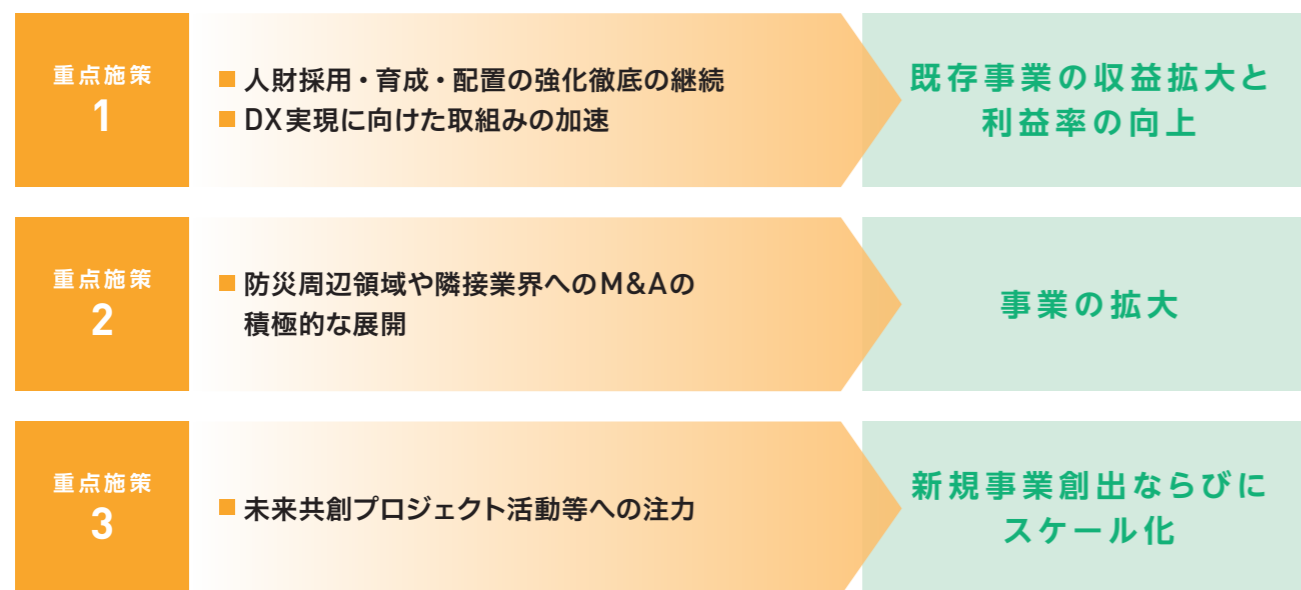 重点施策
1
■ 人財採用・育成・配置の強化徹底の継続
■ DX実現に向けた取組みの加速
既存事業の収益拡大と
利益率の向上
重点施策
2
■ 防災周辺領域や隣接業界へのM&Aの
積極的な展開
事業の拡大
重点施策
3
■ 未来共創プロジェクト活動等への注力
新規事業創出ならびに
スケール化